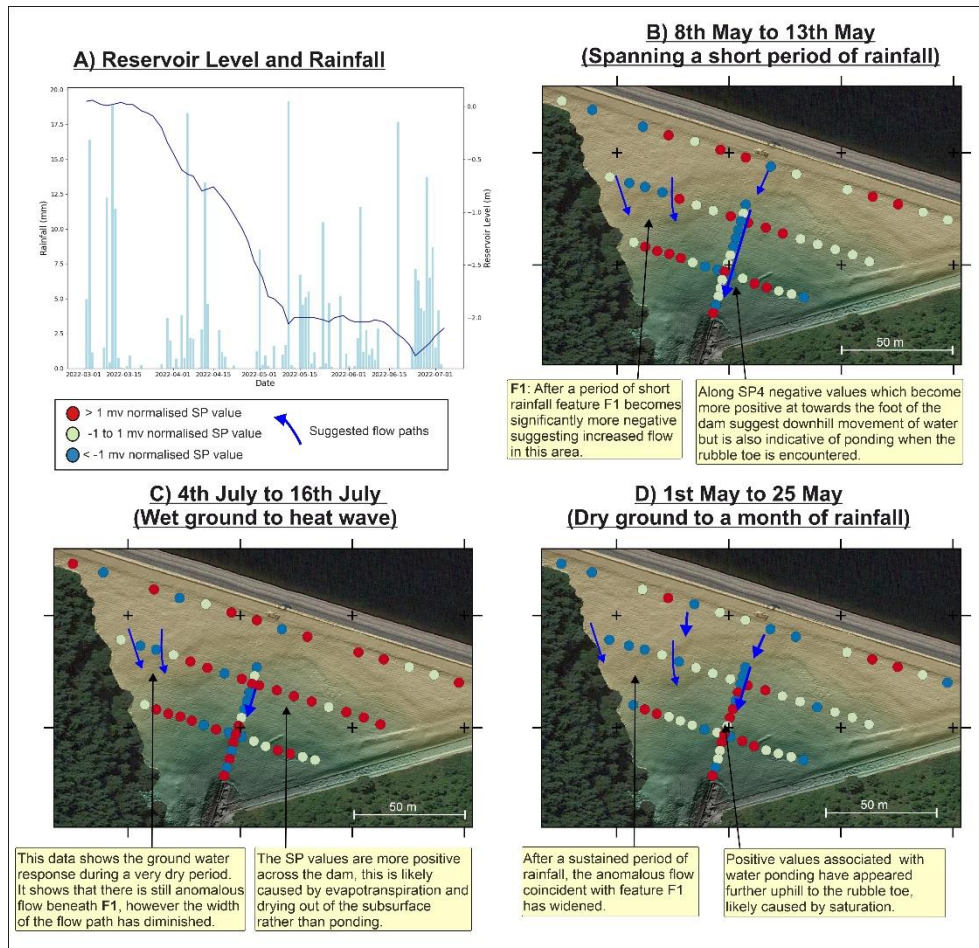 A) Reservoir Level and Rainfall
20.0
17.5
15.0
12.5
10.0
7.5
5.0
2.5
0.0
Rainfall (mm)
0.0
−0.5
−1.0
−1.5
−2.0
Reservoir Level (m)
2022-03-01 2022-03-15 2022-04-01 2022-04-15 2022-05-01 2022-05-15 2022-06-01 2022-06-15 2022-07-01
Date
> 1 mv normalised SP value
-1 to 1 mv normalised SP value
< -1 mv normalised SP value
Suggested flow paths
B) 8th May to 13th May
(Spanning a short period of rainfall)
50 m
F1: After a period of short
rainfall feature F1 becomes
significantly more negative
suggesting increased flow
in this area.
Along SP4 negative values which become
more positive at towards the foot of the
dam suggest downhill movement of water
but is also indicative of ponding when the
rubble toe is encountered.
C) 4th July to 16th July
(Wet ground to heat wave)
50 m
This data shows the ground water
response during a very dry period.
It shows that there is still anomalous
flow beneath F1, however the width
of the flow path has diminished.
The SP values are more positive
across the dam, this is likely
caused by evapotranspiration and
drying out of the subsurface
rather than ponding.
D) 1st May to 25 May
(Dry ground to a month of rainfall)
50 m
After a sustained period of
rainfall, the anomalous flow
coincident with feature F1
has widened.
Positive values associated with
water ponding have appeared
further uphill to the rubble toe,
likely caused by saturation.